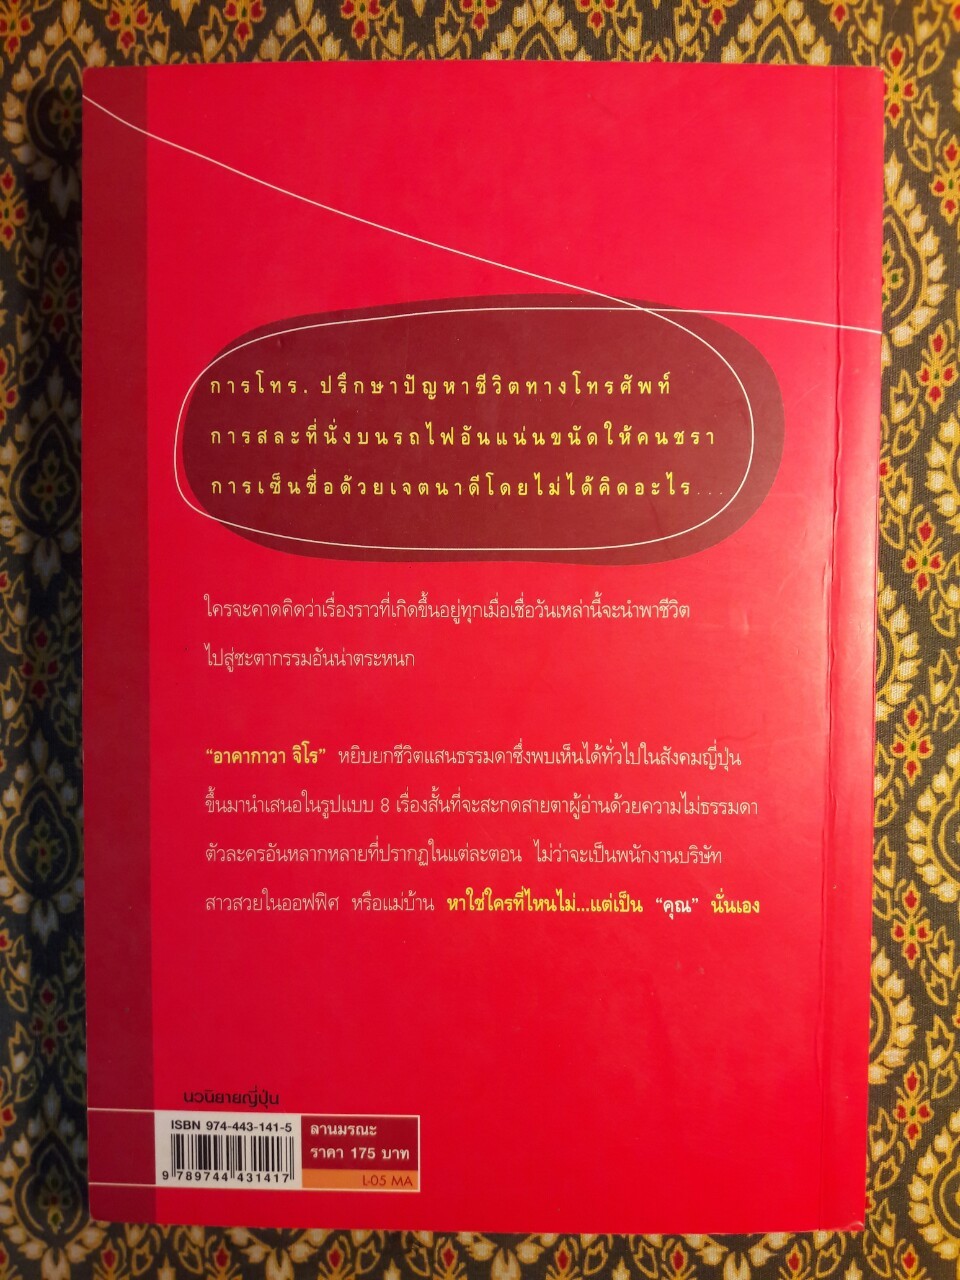 การโทร. ปรึกษาปัญหาชีวิตทางโทรศัพท์
การสละที่นั่งบนรถไฟอันแน่นขนัดให้คนชรา
การเซ็นชื่อด้วยเจตนาดีโดยไม่ได้คิดอะไร....
ใครจะคาดคิดว่าเรื่องราวที่เกิดขึ้นอยู่ทุกเมื่อเชื่อวันเหล่านี้จะนำพาชีวิต
ไปสู่ชะตากรรมอันน่าตระหนก
“อาคากาวา จิโร” หยิบยกชีวิตแสนธรรมดาซึ่งพบเห็นได้ทั่วไปในสังคมญี่ปุ่น
ขึ้นมานำเสนอในรูปแบบ 8 เรื่องสั้นที่จะสะกดสายตาผู้อ่านด้วยความไม่ธรรมดา
ตัวละครอันหลากหลายที่ปรากฏในแต่ละตอน ไม่ว่าจะเป็นพนักงานบริษัท
สาวสวยในออฟฟิศ หรือแม่บ้าน หาใช่ใครที่ไหนไม่...แต่เป็น “คุณ” นั่นเอง
นวนิยายญี่ปุ่น
ISBN 974-443-141-5
9 789744 431417
ลานมรณะ
ราคา 175 บาท
L-05 MA